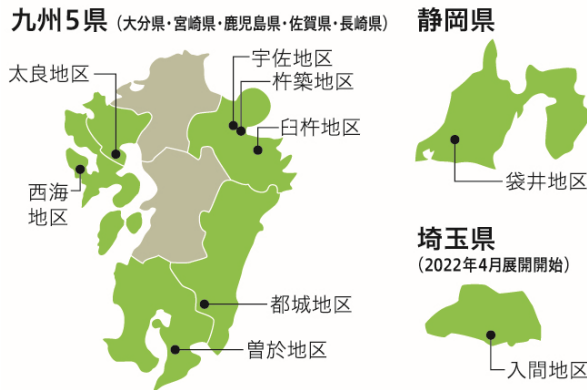 九州5県(大分県・宮崎県・鹿児島県・佐賀県・長崎県)
太良地区
宇佐地区
杵築地区
臼杵地区
西海
地区
都城地区
曽於地区
静岡県
袋井地区
埼玉県
(2022年4月展開開始)
入間地区